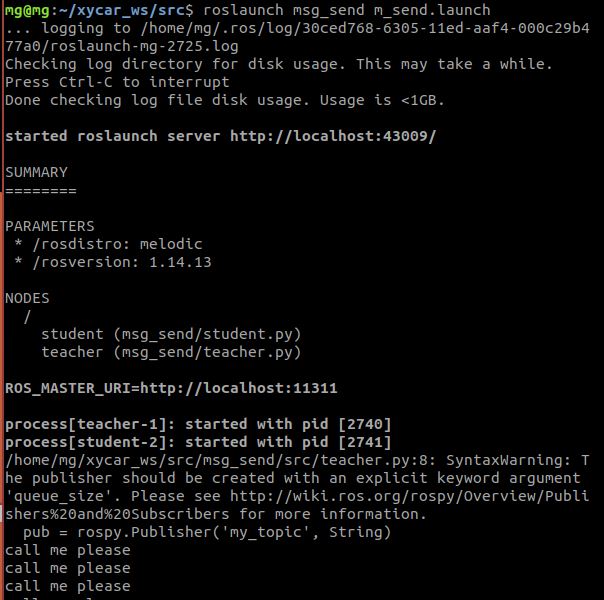 mg@mg:~/xycar_ws/src$ roslaunch msg_send m_send.launch
... logging to /home/mg/.ros/log/30ced768-6305-11ed-aaf4-000c29b4
77a0/roslaunch-mg-2725.log
Checking log directory for disk usage. This may take a while.
Press Ctrl-C to interrupt
Done checking log file disk usage. Usage is <1GB.

started roslaunch server http://localhost:43009/

SUMMARY
========

PARAMETERS
 * /rosdistro: melodic
 * /rosversion: 1.14.13

NODES
  /
    student (msg_send/student.py)
    teacher (msg_send/teacher.py)

ROS_MASTER_URI=http://localhost:11311

process[teacher-1]: started with pid [2740]
process[student-2]: started with pid [2741]
/home/mg/xycar_ws/src/msg_send/src/teacher.py:8: SyntaxWarning: T
he publisher should be created with an explicit keyword argument
'queue_size'. Please see http://wiki.ros.org/rospy/Overview/Publi
shers%20and%20Subscribers for more information.
  pub = rospy.Publisher('my_topic', String)
call me please
call me please
call me please